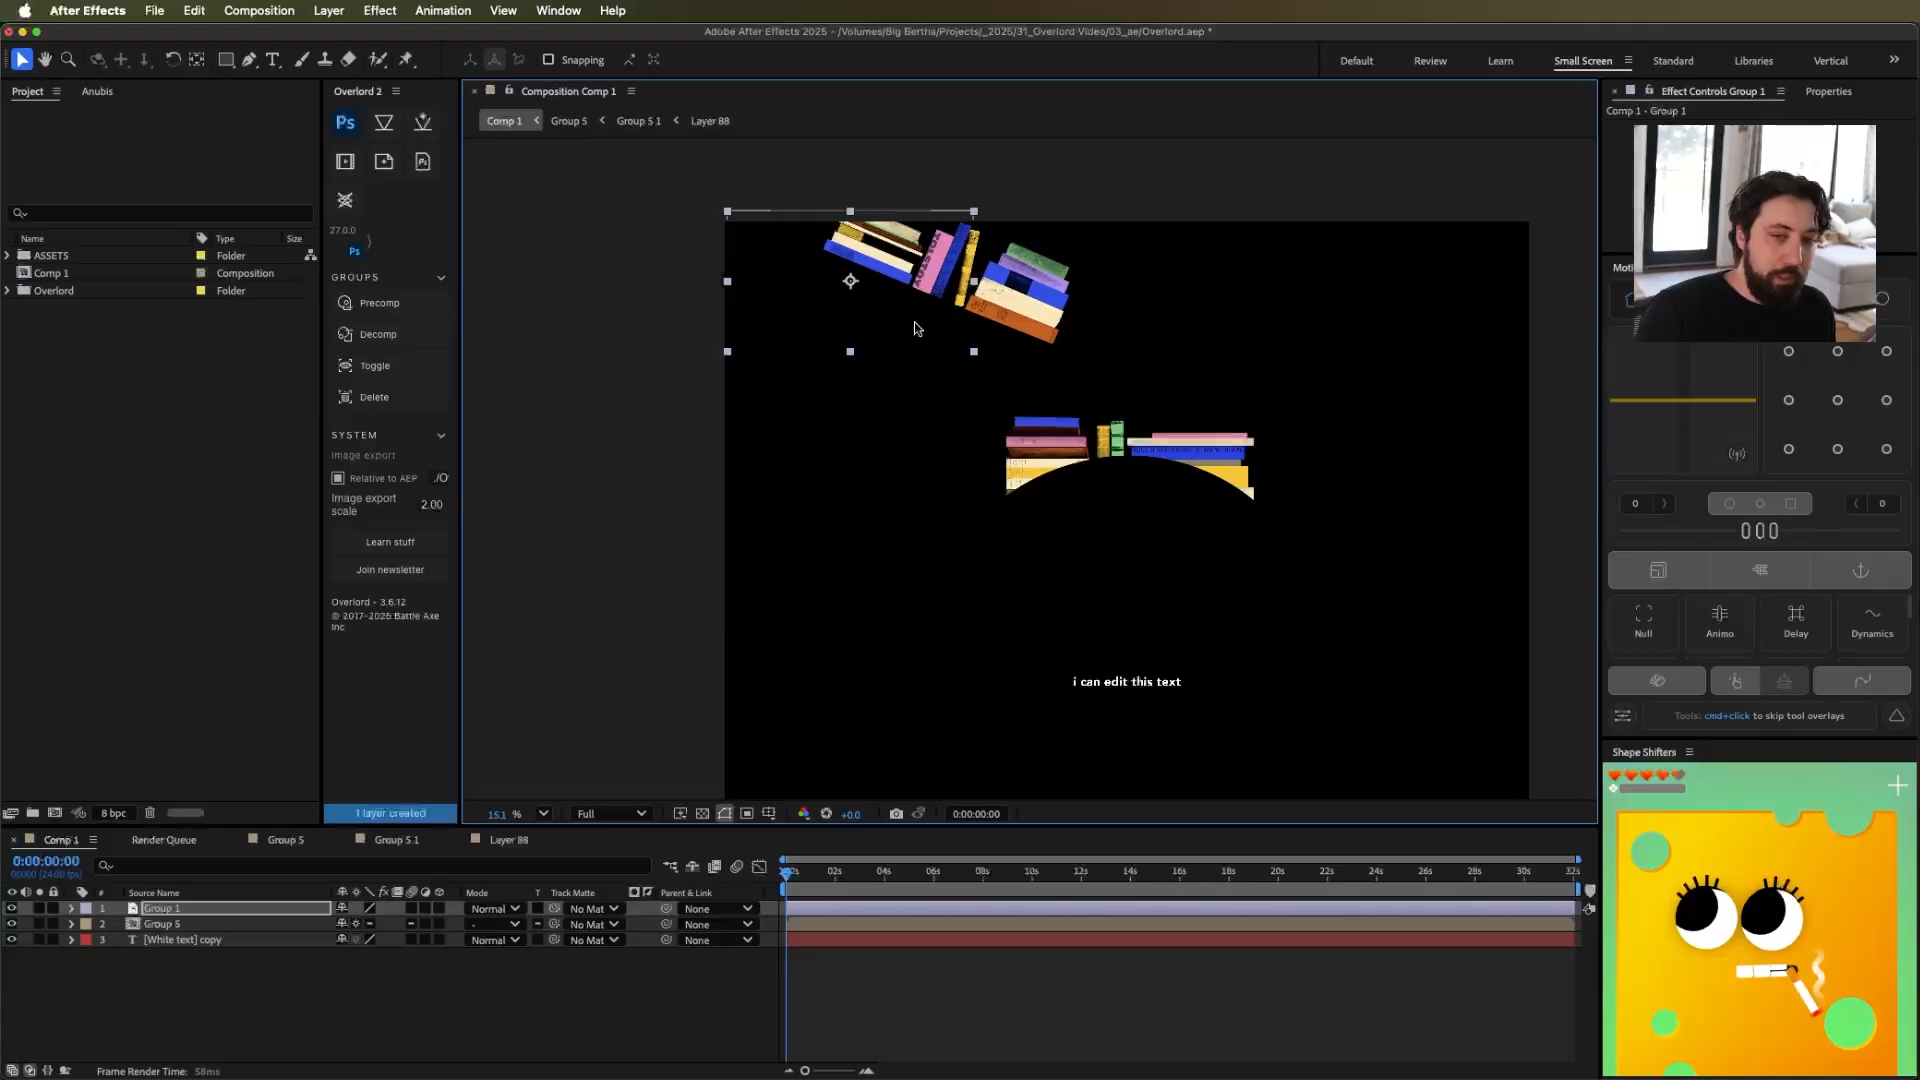 After Effects File Edit Composition Layer Effect Animation View Window Help
Adobe After Effects 2025 - /Volumes/Big Bertha/Projects/_2025/31_Overlord Video/03_ae/Overlord.aep *
Snapping
Default Review Learn Small Screen Standard Libraries Vertical
Project
Anubis
Overlord 2
Composition Comp 1
Effect Controls Group 1
Properties
Comp 1 Group 5 Group 5 1 Layer 88
Comp 1 • Group 1
Ps
27.0.0
Ps
Name Type Size
ASSETS Folder
Comp 1 Composition
Overlord Folder
GROUPS
Precomp
Decomp
Toggle
Delete
SYSTEM
Image export
Relative to AEP ./O
Image export
scale
2.00
Learn stuff
Join newsletter
Overlord - 3.6.12
© 2017-2025 Battle Axe
Inc
i can edit this text
0 0
Null Animo Delay Dynamics
Tools: cmd+click to skip tool overlays
Shape Shifters
8 bpc
1 layer created
15.1 %
Full
+0.0
0:00:00:00
Comp 1 Render Queue Group 5 Group 5 1 Layer 88
0:00:00:00
00000 (24.00 fps)
02s 04s 06s 08s 10s 12s 14s 16s 18s 20s 22s 24s 26s 28s 30s 32s
# Source Name Mode T Track Matte Parent & Link
1 Group 1 Normal No Mat None
2 Group 5 - No Mat None
3 T [White text] copy Normal No Mat None
Frame Render Time: 58ms